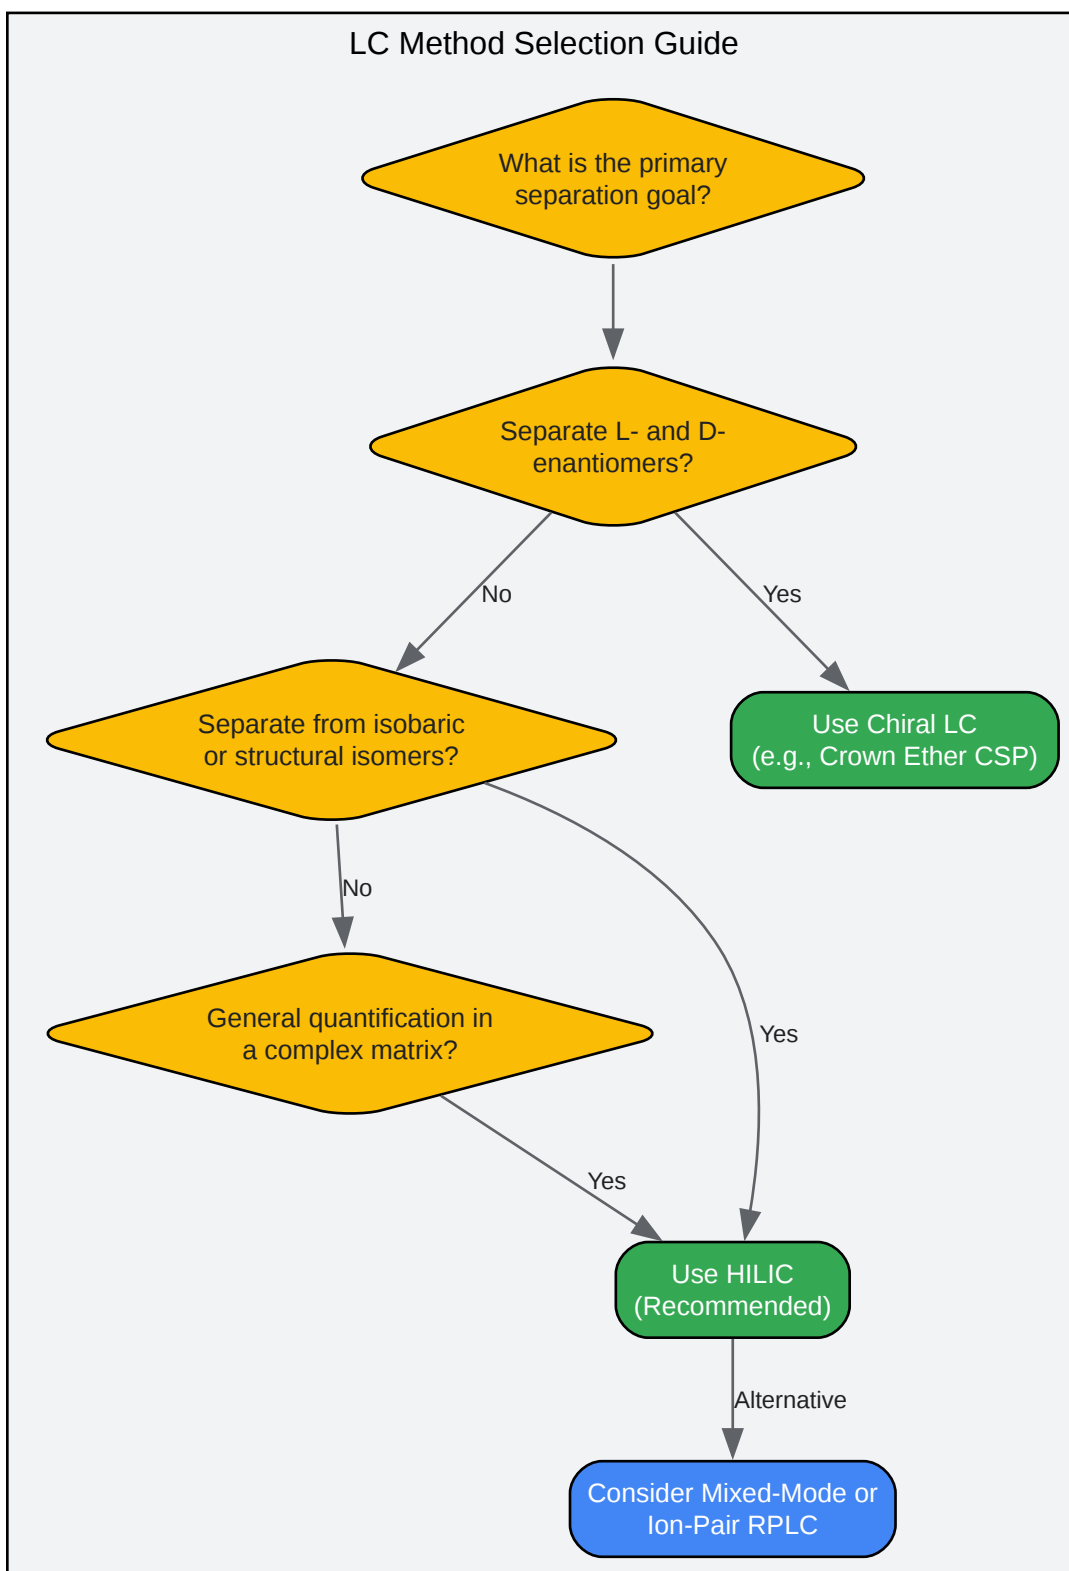 LC Method Selection Guide
What is the primary
separation goal?
Separate L- and D-
enantiomers?
No
Yes
Separate from isobaric
or structural isomers?
Use Chiral LC
(e.g., Crown Ether CSP)
No
General quantification in
a complex matrix?
Yes
Yes
Use HILIC
(Recommended)
Alternative
Consider Mixed-Mode or
Ion-Pair RPLC